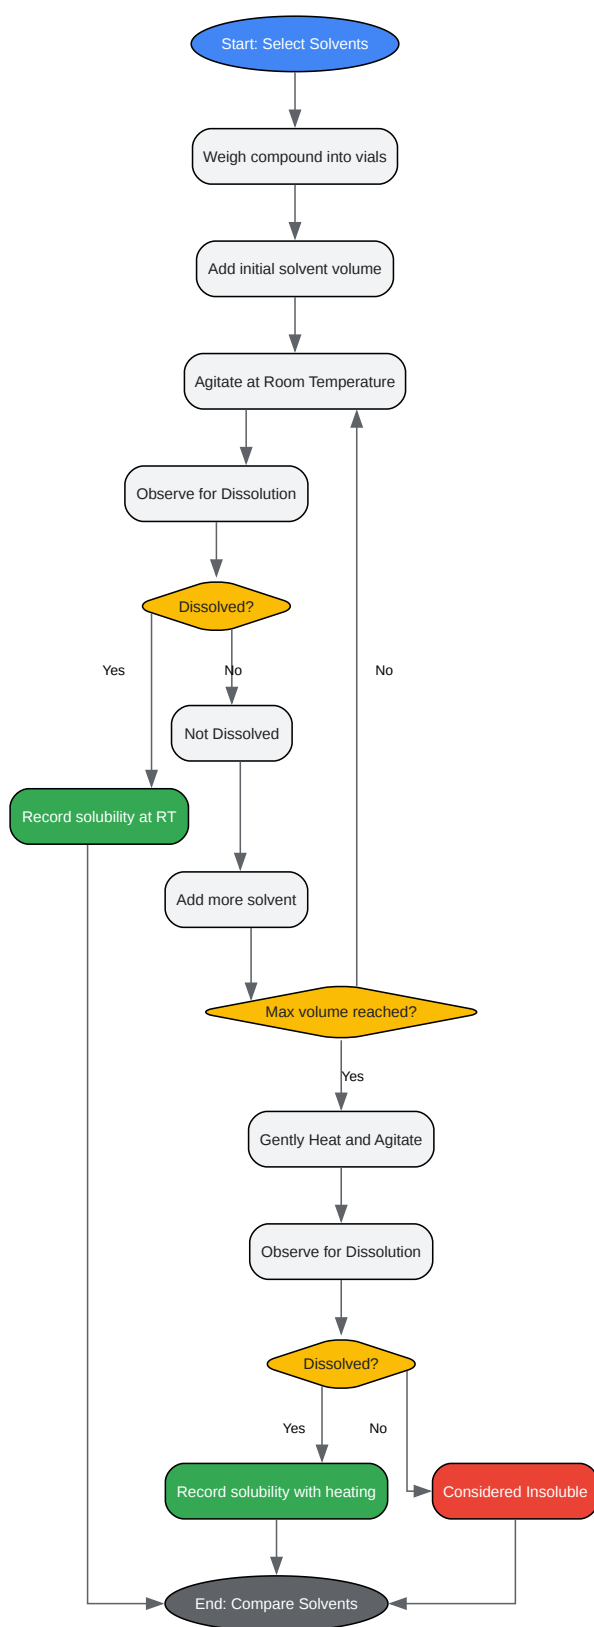 Start: Select Solvents
Weigh compound into vials
Add initial solvent volume
Agitate at Room Temperature
Observe for Dissolution
Dissolved?
Yes
No
No
Not Dissolved
Record solubility at RT
Add more solvent
Max volume reached?
Yes
Gently Heat and Agitate
Observe for Dissolution
Dissolved?
Yes
No
Record solubility with heating
Considered Insoluble
End: Compare Solvents